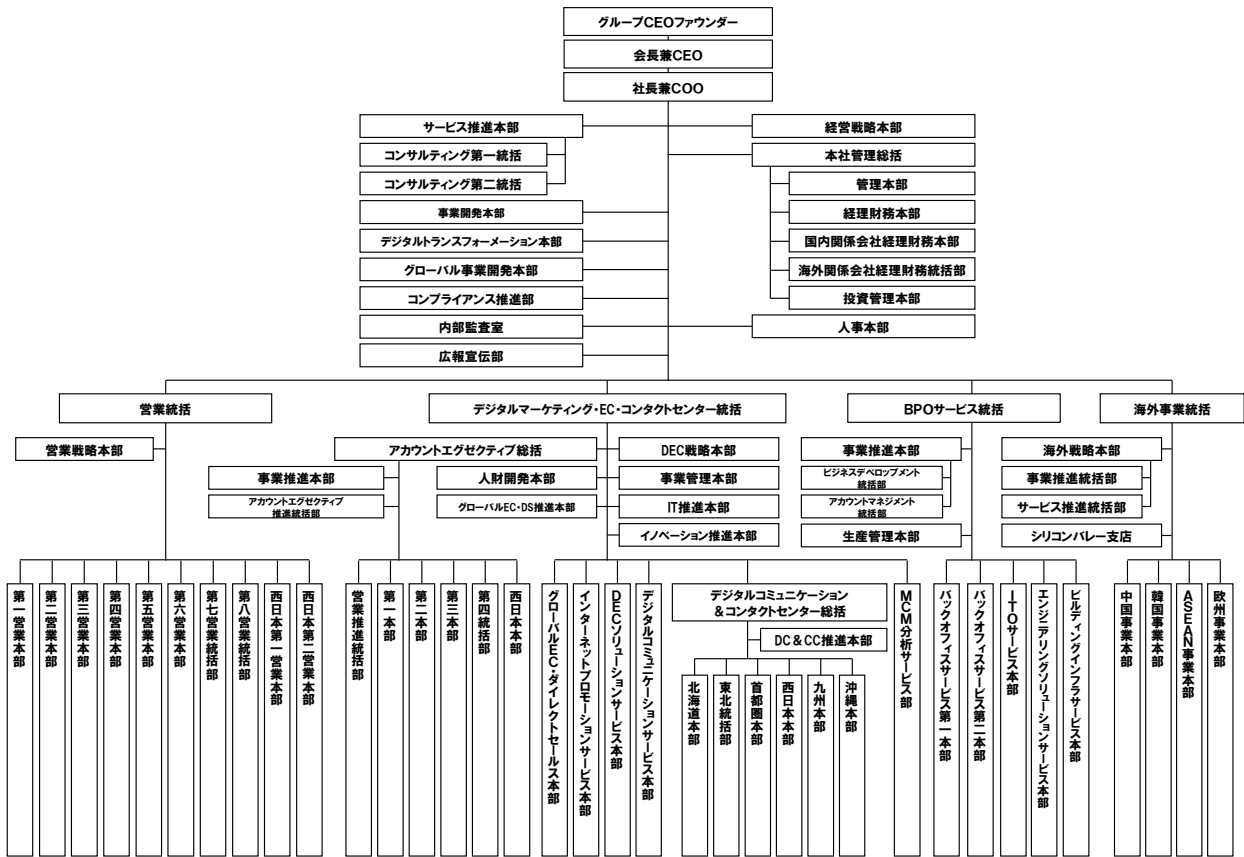 グループCEOファウンダー
会長兼CEO
社長兼COO
サービス推進本部
経営戦略本部
コンサルティング第一統括
本社管理総括
コンサルティング第二統括
管理本部
事業開発本部
経理財務本部
デジタルトランスフォーメーション本部
国内関係会社経理財務本部
グローバル事業開発本部
海外関係会社経理財務統括部
コンプライアンス推進部
投資管理本部
内部監査室
人事本部
広報宣伝部
営業統括
デジタルマーケティング・EC・コンタクトセンター統括
BPOサービス統括
海外事業統括
営業戦略本部
アカウントエグゼクティブ総括
DEC戦略本部
事業推進本部
海外戦略本部
事業推進本部
人財開発本部
事業管理本部
ビジネスデベロップメント
統括部
事業推進統括部
アカウントエグゼクティブ
推進統括部
グローバルEC・DS推進本部
IT推進本部
アカウントマネジメント
統括部
サービス推進統括部
イノベーション推進本部
生産管理本部
シリコンバレー支店
第一営業本部
第二営業本部
第三営業本部
第四営業本部
第五営業本部
第六営業本部
第七営業統括部
第八営業統括部
西日本第一営業本部
西日本第二営業本部
営業推進統括部
第一本部
第二本部
第三本部
第四統括部
西日本本部
グローバルEC・ダイレクトセールス本部
インターネットプロモーションサービス本部
DECソリューションサービス本部
デジタルコミュニケーションサービス本部
デジタルコミュニケーション
&コンタクトセンター総括
DC&CC推進本部
北海道本部
東北統括部
首都圏本部
西日本本部
九州本部
沖縄本部
MCM分析サービス部
バックオフィスサービス第一本部
バックオフィスサービス第二本部
ITOサービス本部
エンジニアリングソリューションサービス本部
ビルディングインフラサービス本部
中国事業本部
韓国事業本部
ASEAN事業本部
欧州事業本部